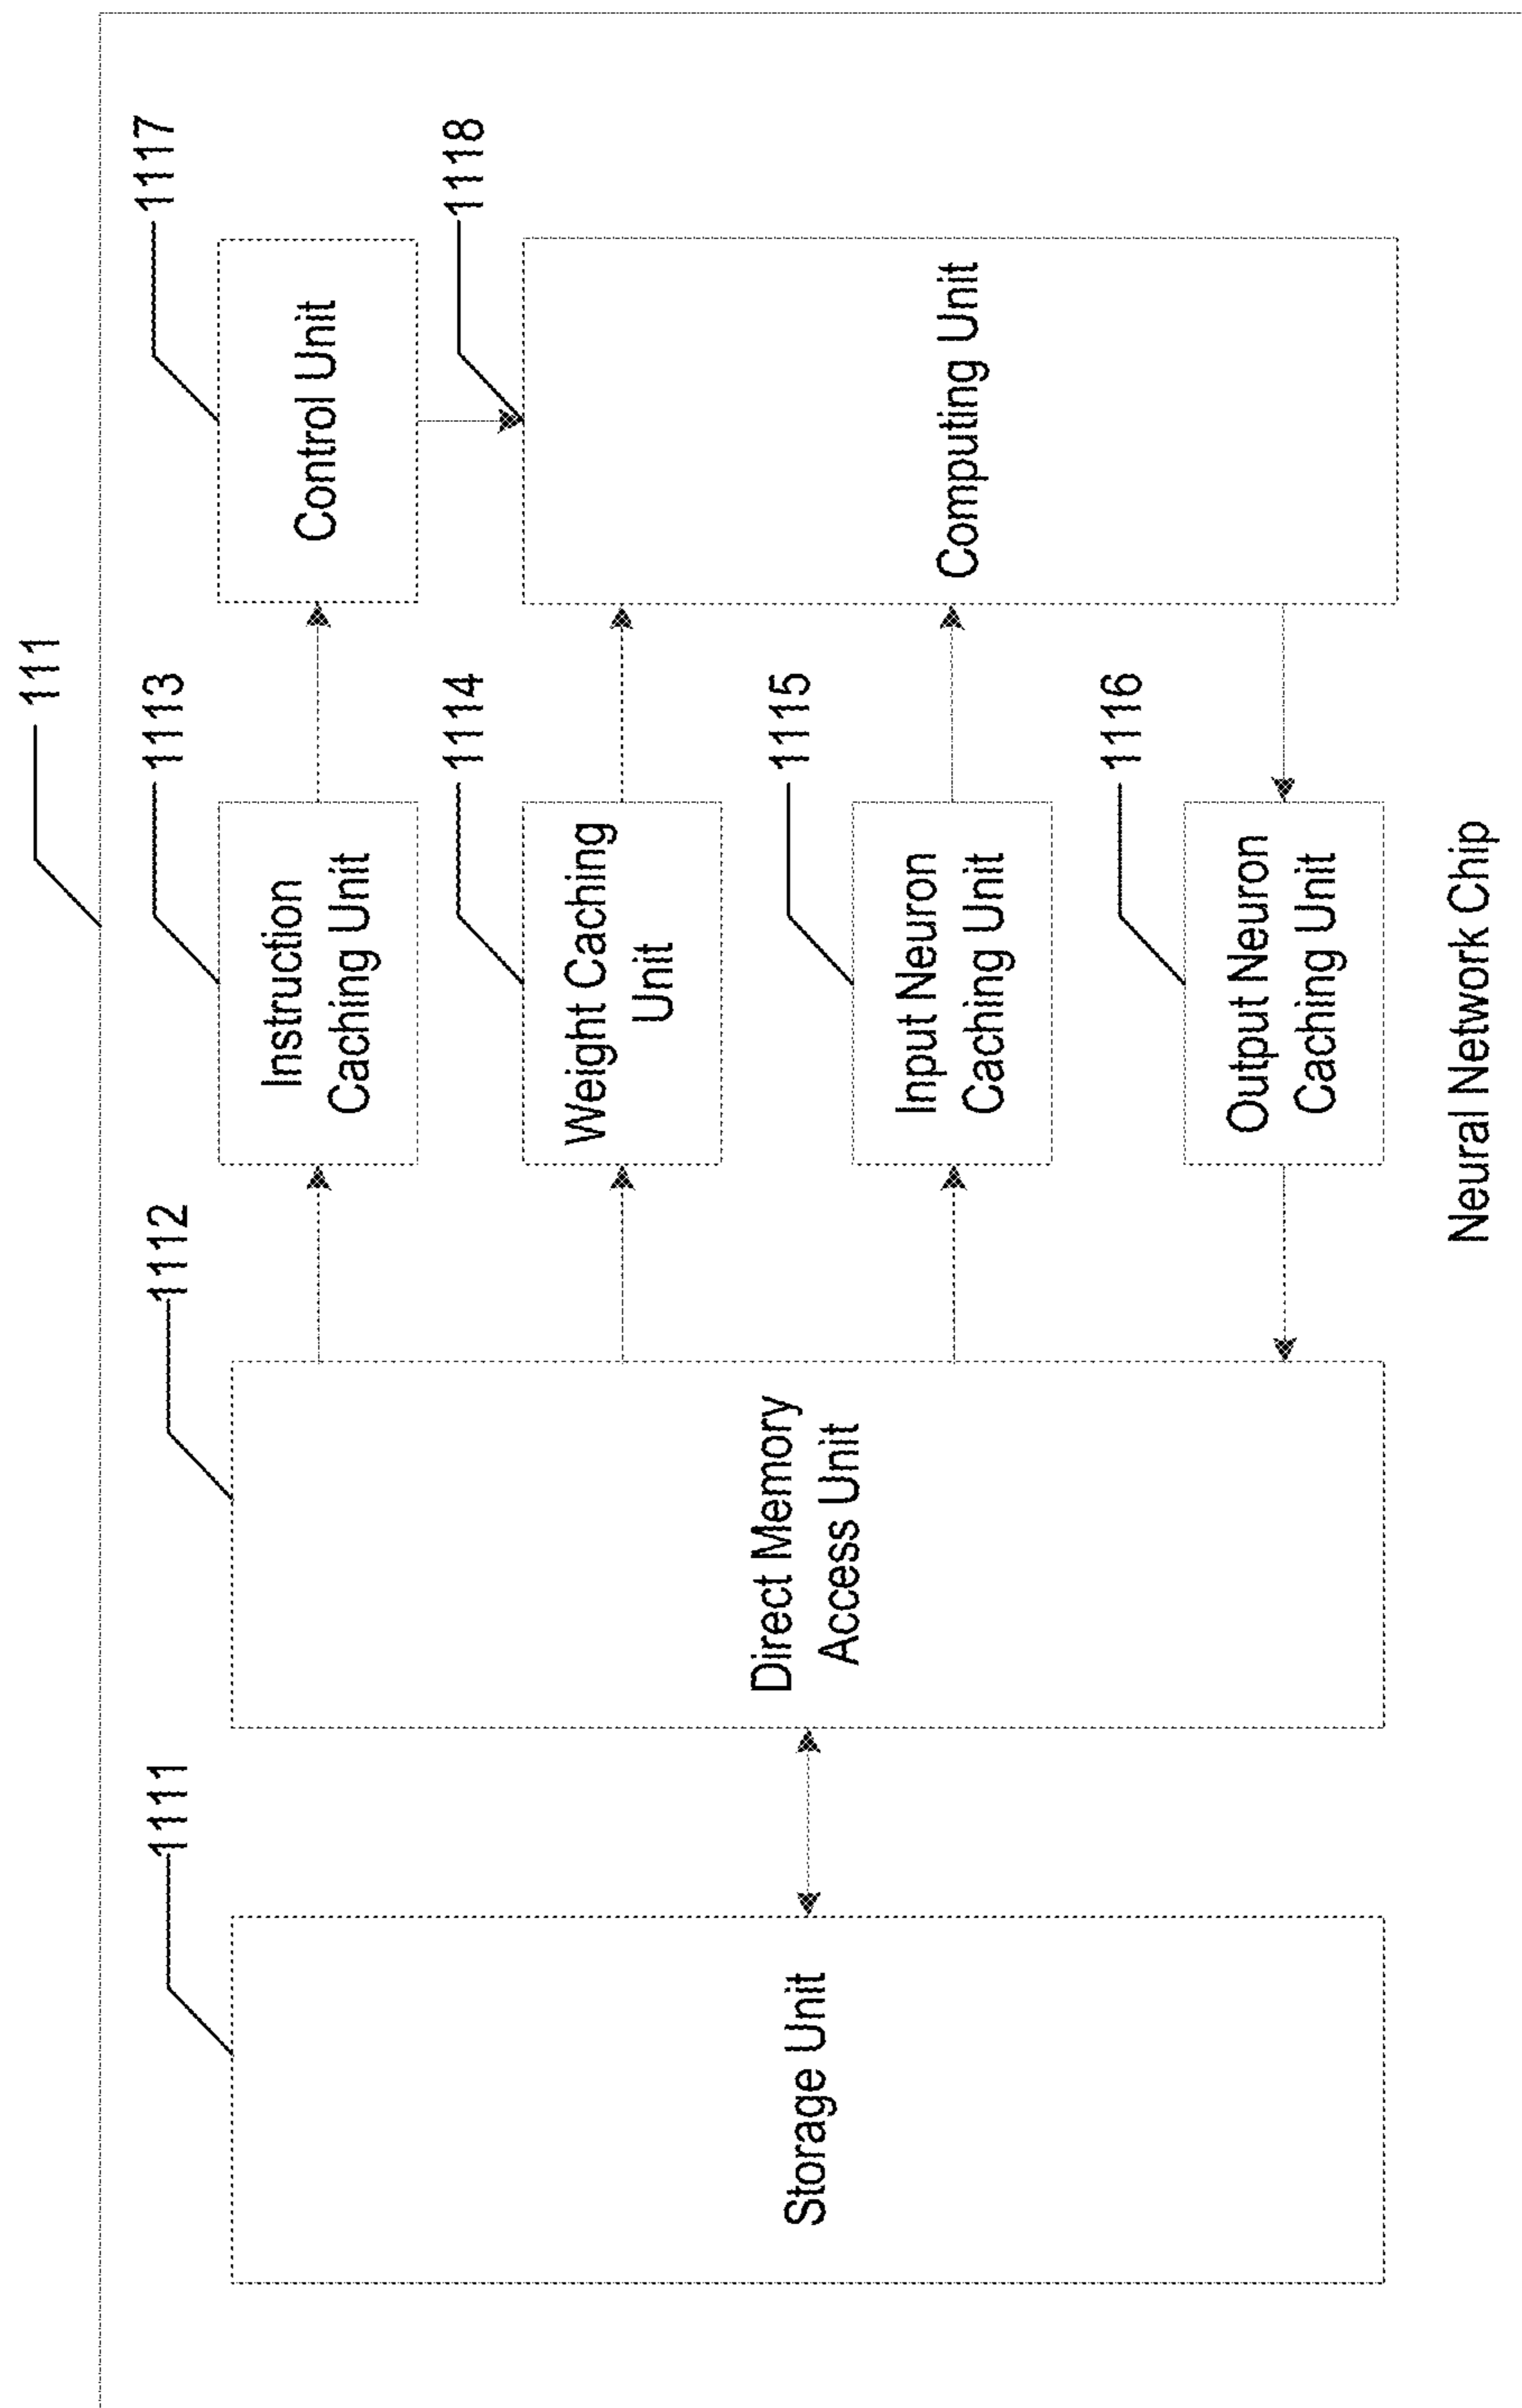 111
1111
1112
1113
1117
Storage Unit
Direct Memory
Access Unit
Instruction
Caching Unit
Control Unit
1114
1118
Weight Caching
Unit
Computing Unit
1115
Input Neuron
Caching Unit
1116
Output Neuron
Caching Unit
Neural Network Chip